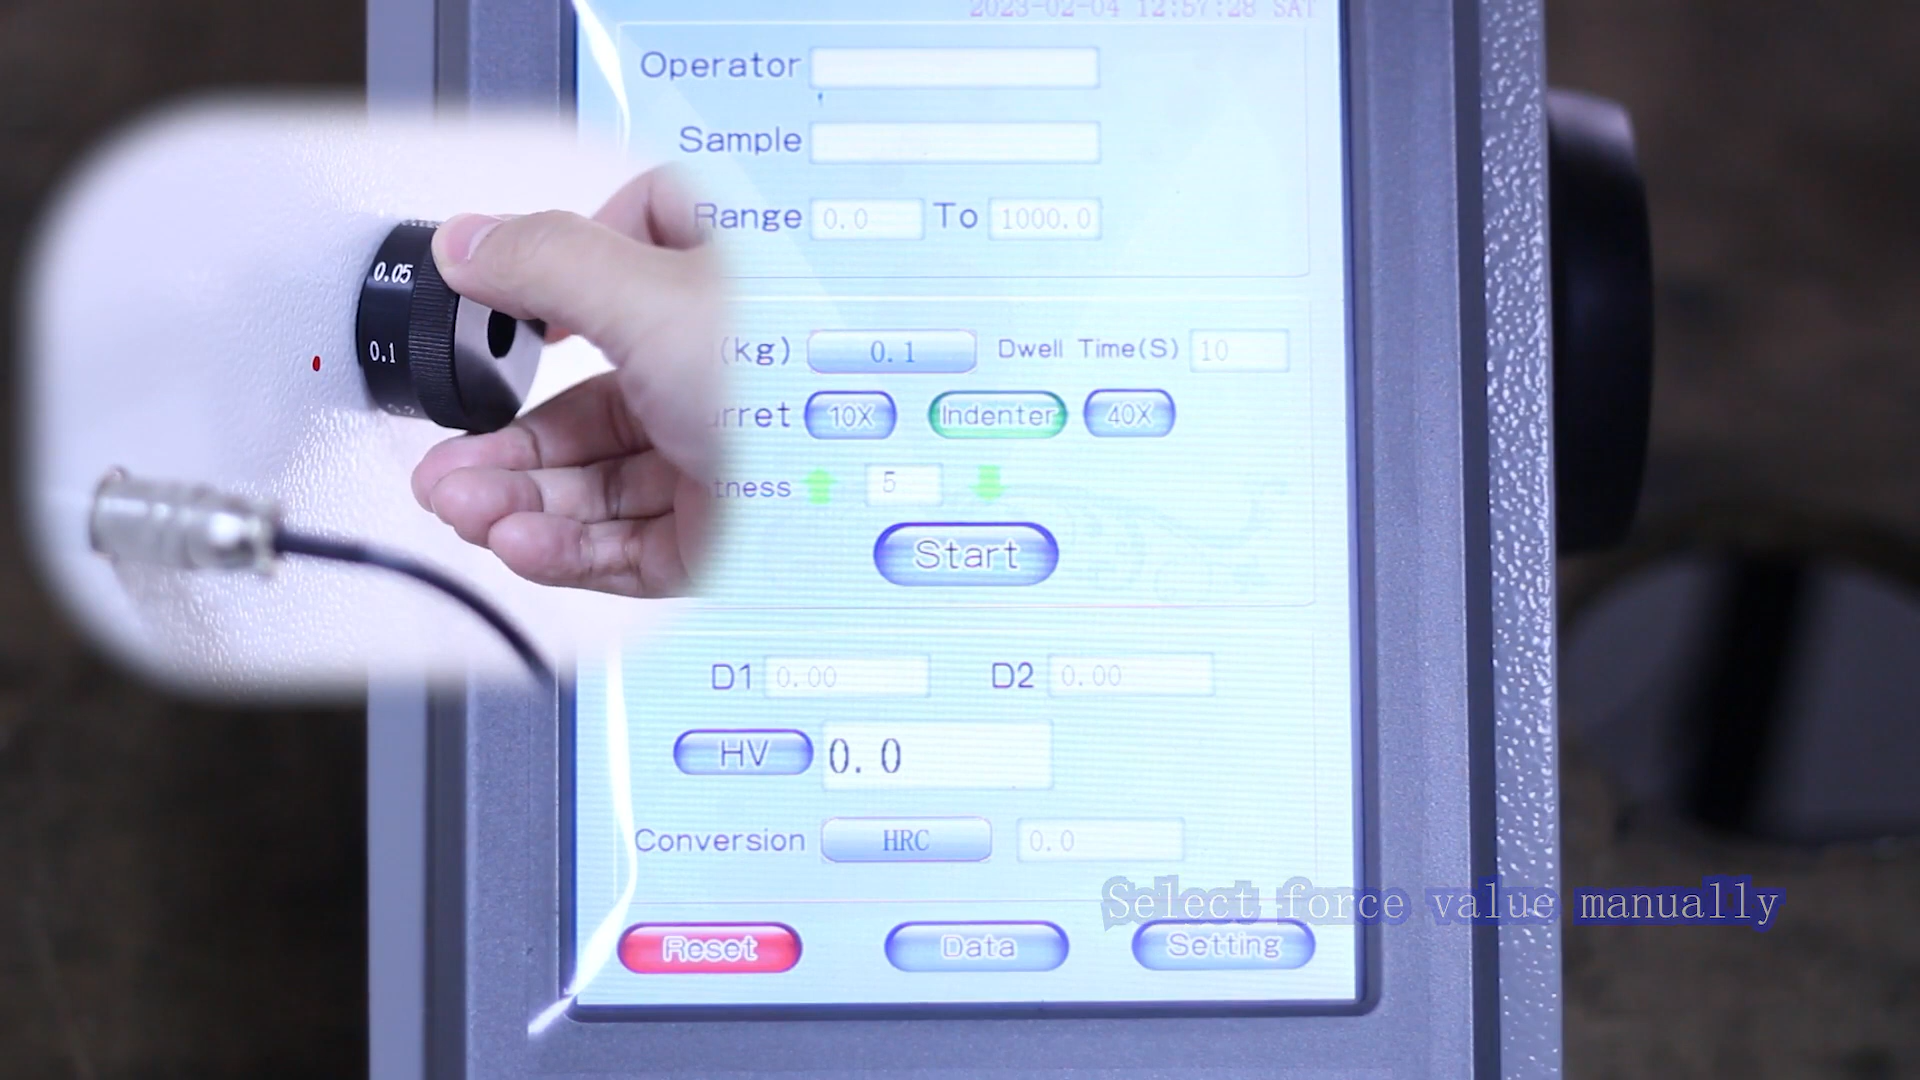 2023-02-04 12:57:28 SAT
Operator
Sample
Range 0.0 To 1000.0
0.05
0.1
(kg) 0.1 Dwell Time(S) 10
10X Indenter 40X
5
Start
D1 0.00 D2 0.00
HV 0.0
Conversion HRC 0.0
Select force value manually
Reset Data Setting